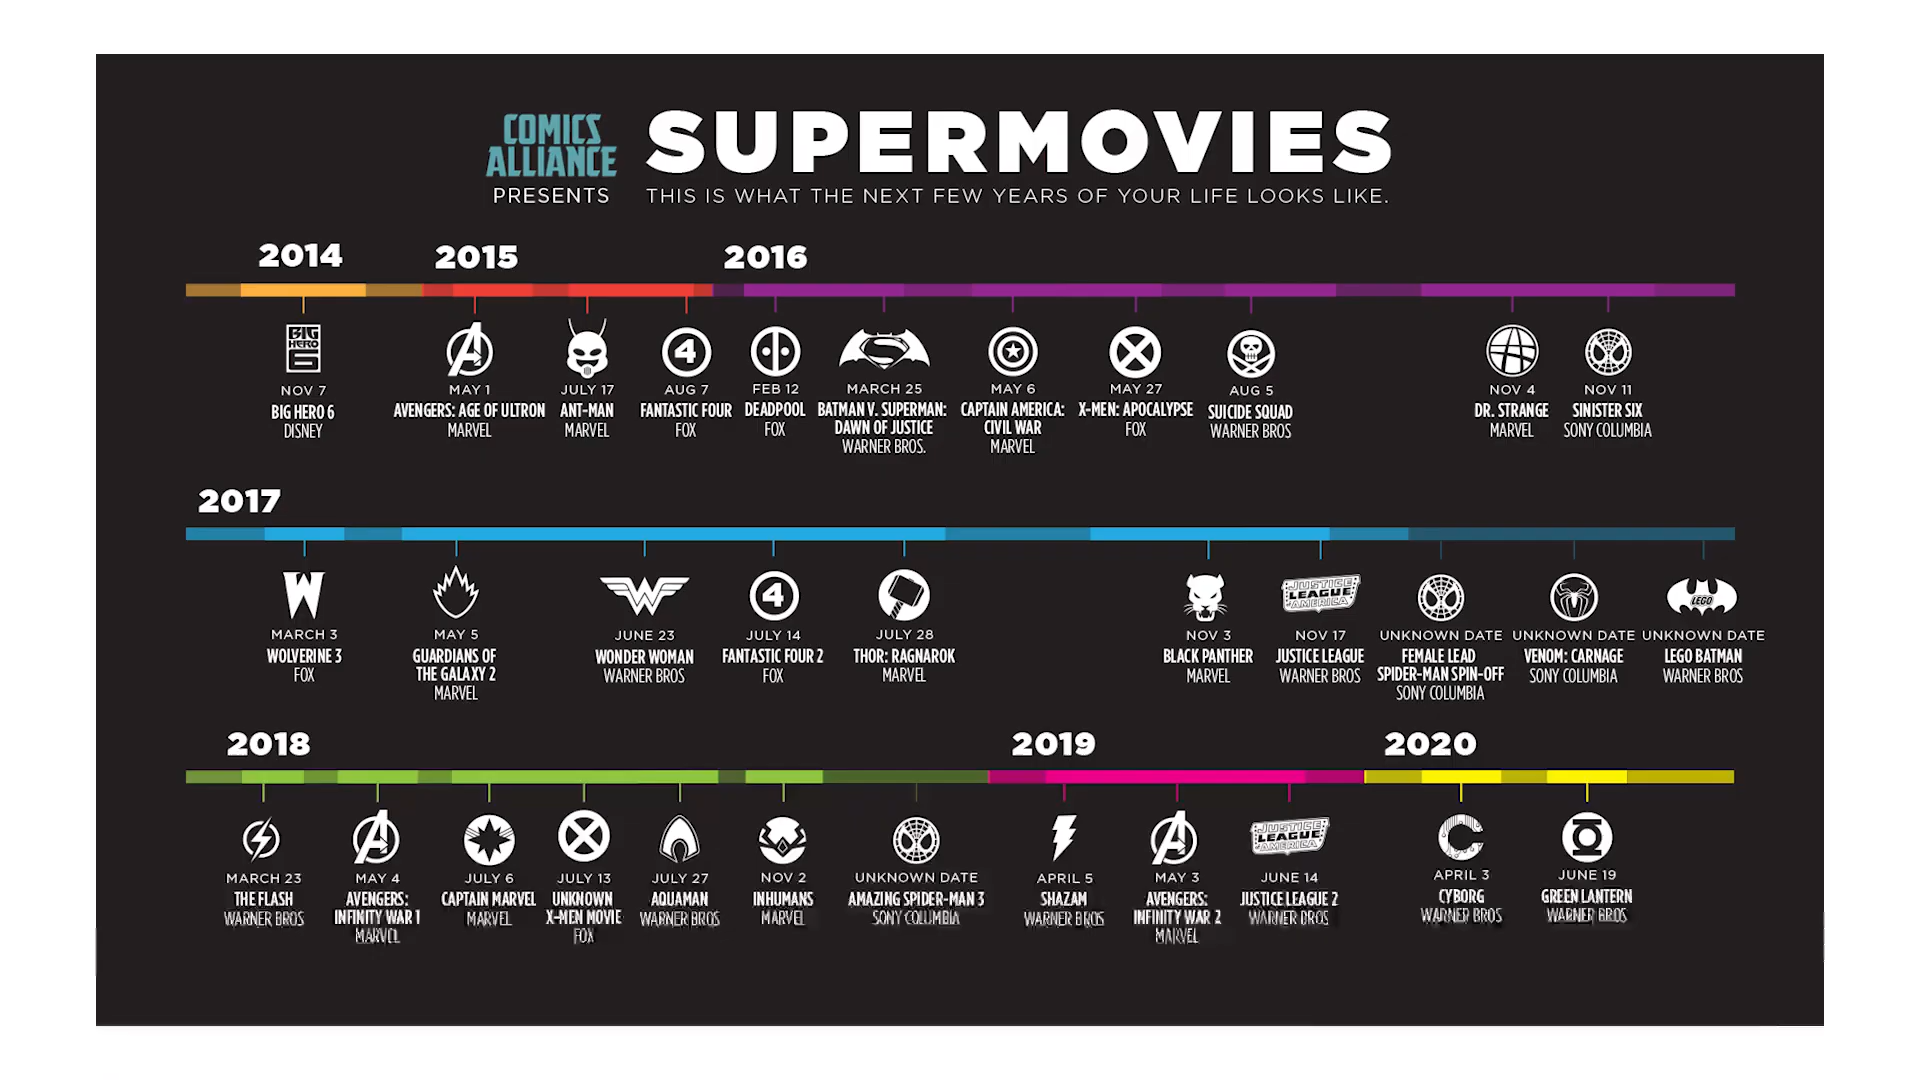 COMICS
ALLIANCE
PRESENTS
SUPERMOVIES
THIS IS WHAT THE NEXT FEW YEARS OF YOUR LIFE LOOKS LIKE.
2014
2015
2016
BIG
HERO
6
NOV 7
BIG HERO 6
DISNEY
MAY 1
AVENGERS: AGE OF ULTRON
MARVEL
JULY 17
ANT-MAN
MARVEL
4
AUG 7
FANTASTIC FOUR
FOX
FEB 12
DEADPOOL
FOX
MARCH 25
BATMAN V. SUPERMAN:
DAWN OF JUSTICE
WARNER BROS.
MAY 6
CAPTAIN AMERICA:
CIVIL WAR
MARVEL
MAY 27
X-MEN: APOCALYPSE
FOX
AUG 5
SUICIDE SQUAD
WARNER BROS
NOV 4
DR. STRANGE
MARVEL
NOV 11
SINISTER SIX
SONY COLUMBIA
2017
MARCH 3
WOLVERINE 3
FOX
MAY 5
GUARDIANS OF
THE GALAXY 2
MARVEL
JUNE 23
WONDER WOMAN
WARNER BROS
4
JULY 14
FANTASTIC FOUR 2
FOX
JULY 28
THOR: RAGNAROK
MARVEL
NOV 3
BLACK PANTHER
MARVEL
JUSTICE
LEAGUE
AMERICA
NOV 17
JUSTICE LEAGUE
WARNER BROS
UNKNOWN DATE
FEMALE LEAD
SPIDER-MAN SPIN-OFF
SONY COLUMBIA
UNKNOWN DATE
VENOM: CARNAGE
SONY COLUMBIA
LEGO
UNKNOWN DATE
LEGO BATMAN
WARNER BROS
2018
2019
2020
MARCH 23
THE FLASH
WARNER BROS
MAY 4
AVENGERS:
INFINITY WAR 1
MARVEL
JULY 6
CAPTAIN MARVEL
MARVEL
JULY 13
UNKNOWN
X-MEN MOVIE
FOX
JULY 27
AQUAMAN
WARNER BROS
NOV 2
INHUMANS
MARVEL
UNKNOWN DATE
AMAZING SPIDER-MAN 3
SONY COLUMBIA
APRIL 5
SHAZAM
WARNER BROS
MAY 3
AVENGERS:
INFINITY WAR 2
MARVEL
JUSTICE
LEAGUE
AMERICA
JUNE 14
JUSTICE LEAGUE 2
WARNER BROS
APRIL 3
CYBORG
WARNER BROS
JUNE 19
GREEN LANTERN
WARNER BROS